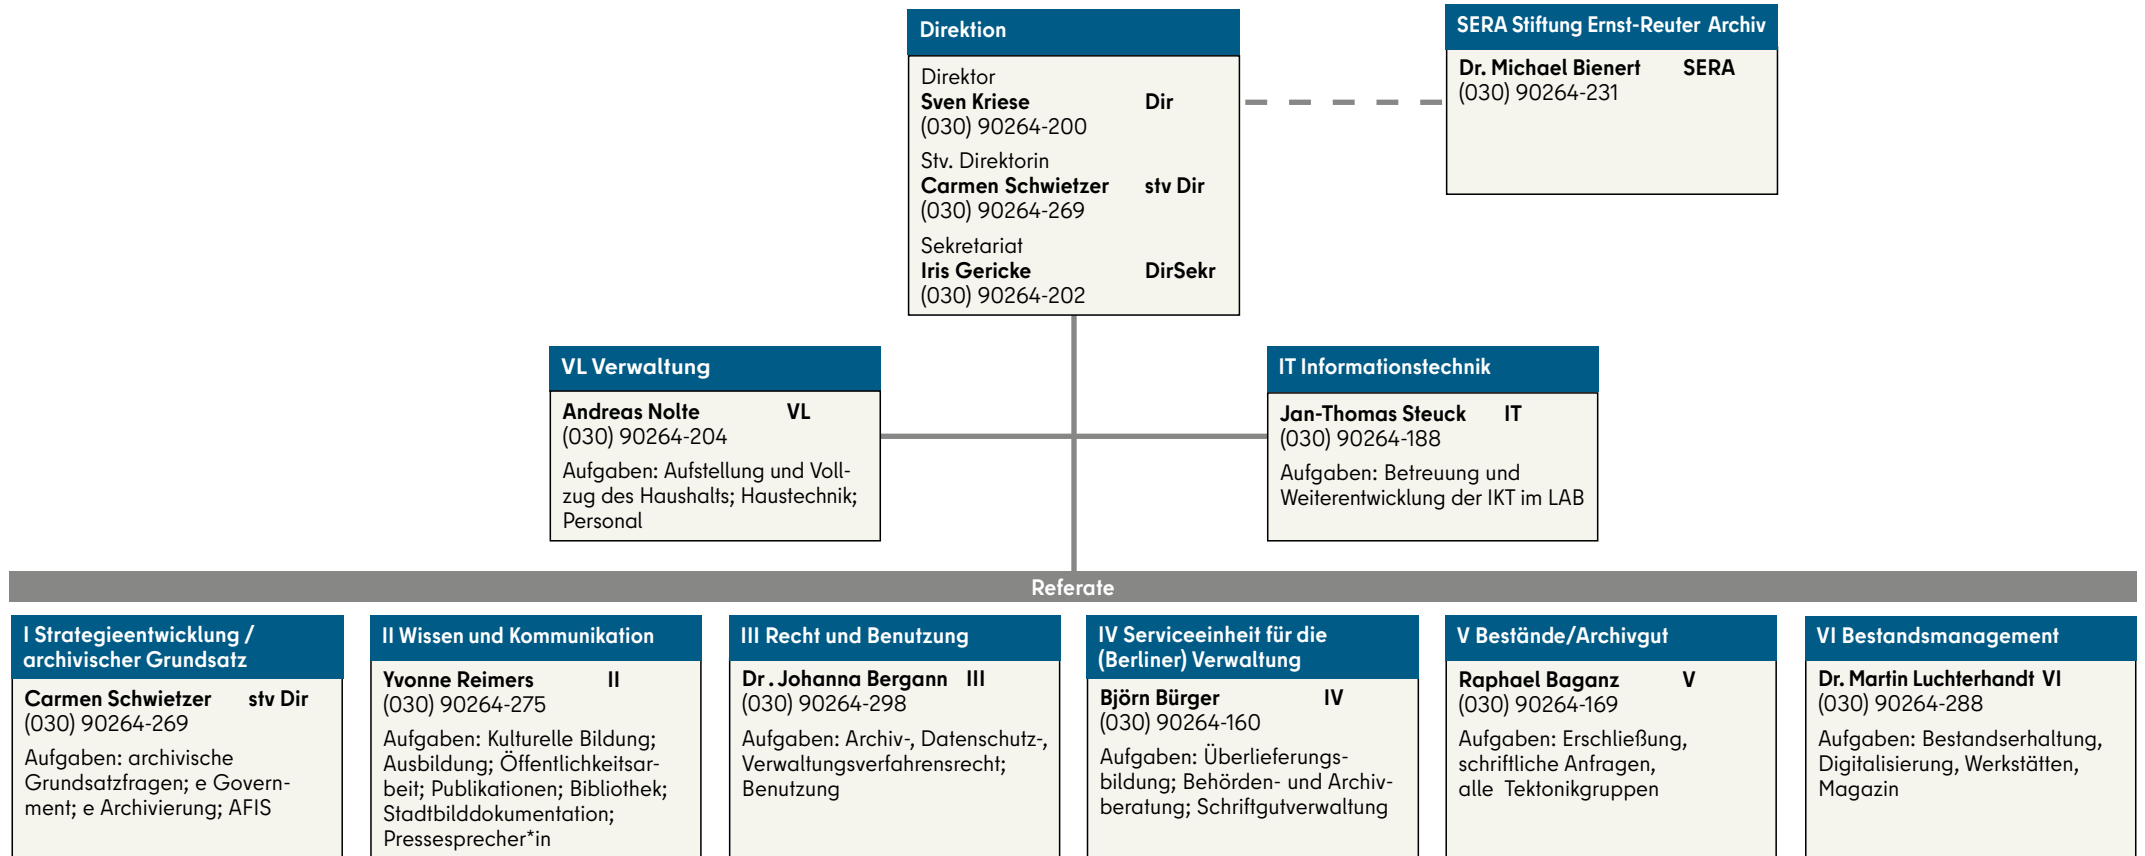 Direktion
Direktor
Sven Kriese Dir
(030) 90264-200
Stv. Direktorin
Carmen Schwietzer stv Dir
(030) 90264-269
Sekretariat
Iris Gericke DirSekr
(030) 90264-202
SERA Stiftung Ernst-Reuter Archiv
Dr. Michael Bienert SERA
(030) 90264-231
VL Verwaltung
Andreas Nolte VL
(030) 90264-204
Aufgaben: Aufstellung und Voll-
zug des Haushalts; Haustechnik;
Personal
IT Informationstechnik
Jan-Thomas Steuck IT
(030) 90264-188
Aufgaben: Betreuung und
Weiterentwicklung der IKT im LAB
Referate
I Strategieentwicklung /
archivischer Grundsatz
Carmen Schwietzer stv Dir
(030) 90264-269
Aufgaben: archivische
Grundsatzfragen; e Govern-
ment; e Archivierung; AFIS
II Wissen und Kommunikation
Yvonne Reimers II
(030) 90264-275
Aufgaben: Kulturelle Bildung;
Ausbildung; Öffentlichkeitsar-
beit; Publikationen; Bibliothek;
Stadtbilddokumentation;
Pressesprecher*in
III Recht und Benutzung
Dr. Johanna Bergann III
(030) 90264-298
Aufgaben: Archiv-, Datenschutz-,
Verwaltungsverfahrensrecht;
Benutzung
IV Serviceeinheit für die
(Berliner) Verwaltung
Björn Bürger IV
(030) 90264-160
Aufgaben: Überlieferungs-
bildung; Behörden- und Archiv-
beratung; Schriftgutverwaltung
V Bestände/Archivgut
Raphael Baganz V
(030) 90264-169
Aufgaben: Erschließung,
schriftliche Anfragen,
alle Tektonikgruppen
VI Bestandsmanagement
Dr. Martin Luchterhandt VI
(030) 90264-288
Aufgaben: Bestandserhaltung,
Digitalisierung, Werkstätten,
Magazin